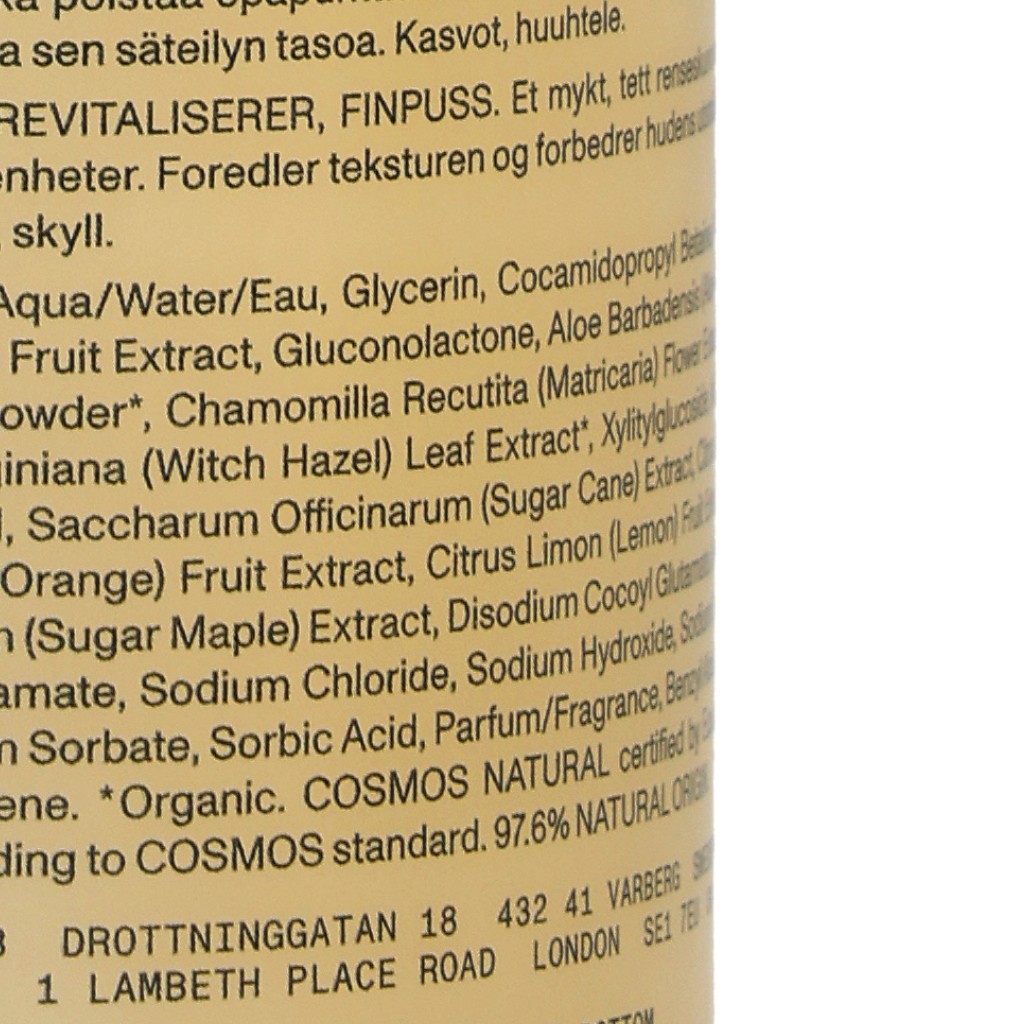 a sen säteilyn tasoa. Kasvot, huuhtele.
REVITALISERER, FINPUSS. Et mykt, tett
enheter. Foredler teksturen og forbedrer hudens
, skyll.
Aqua/Water/Eau, Glycerin, Cocamidopropyl
Fruit Extract, Gluconolactone, Aloe Barbadensis
owder*, Chamomilla Recutita (Matricaria) Flower
iniana (Witch Hazel) Leaf Extract*, Xylitylglucoside,
, Saccharum Officinarum (Sugar Cane) Extract,
Orange) Fruit Extract, Citrus Limon (Lemon) Fruit
(Sugar Maple) Extract, Disodium Cocoyl
amate, Sodium Chloride, Sodium Hydroxide,
Sorbate, Sorbic Acid, Parfum/Fragrance,
ene. *Organic. COSMOS NATURAL certified by
ding to COSMOS standard. 97.6% NATURAL ORIGIN
DROTTNINGGATAN 18 432 41 VARBERG
1 LAMBETH PLACE ROAD LONDON SE1